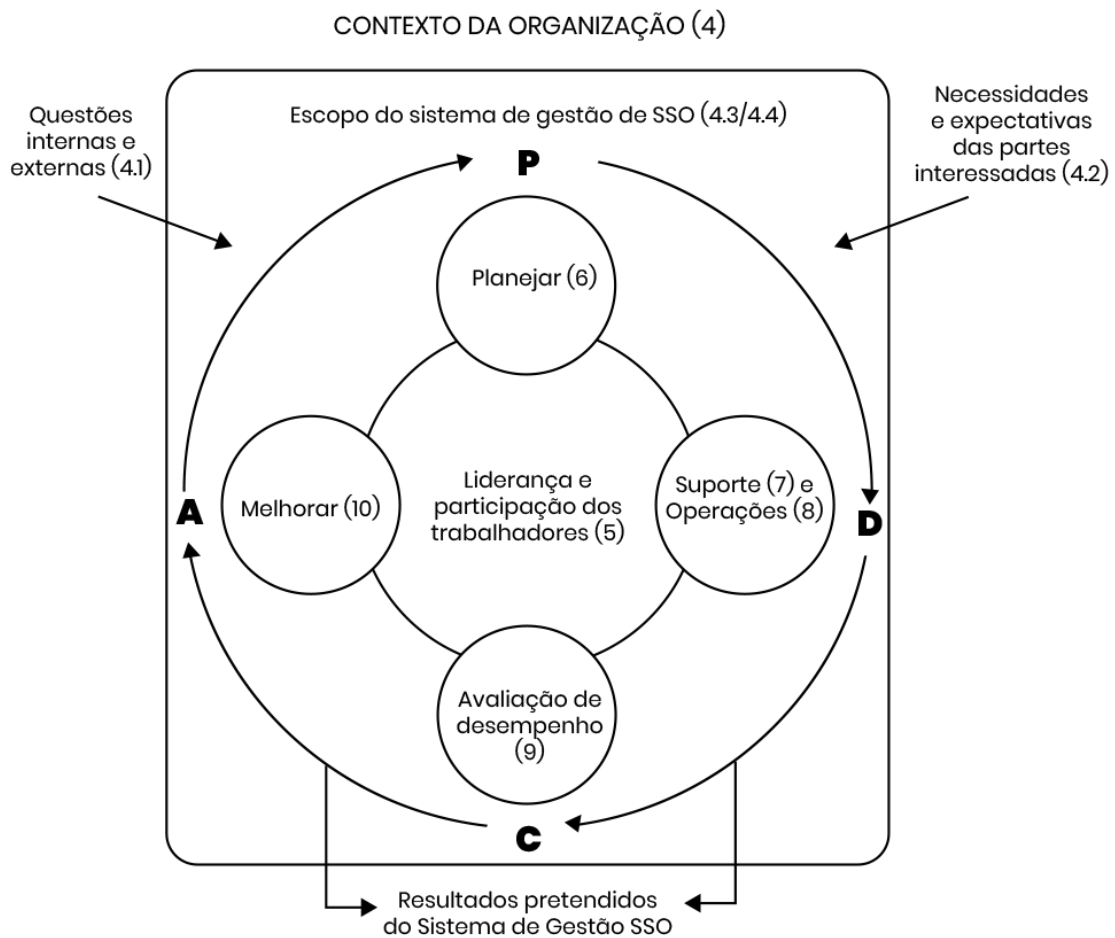 CONTEXTO DA ORGANIZAÇÃO (4)
Questões
internas e
externas (4.1)
Necessidades
e expectativas
das partes
interessadas (4.2)
Escopo do sistema de gestão de SSO (4.3/4.4)
P
Planejar (6)
A
Melhorar (10)
Liderança e
participação dos
trabalhadores (5)
Suporte (7) e
Operações (8)
D
Avaliação de
desempenho
(9)
C
Resultados pretendidos
do Sistema de Gestão SSO